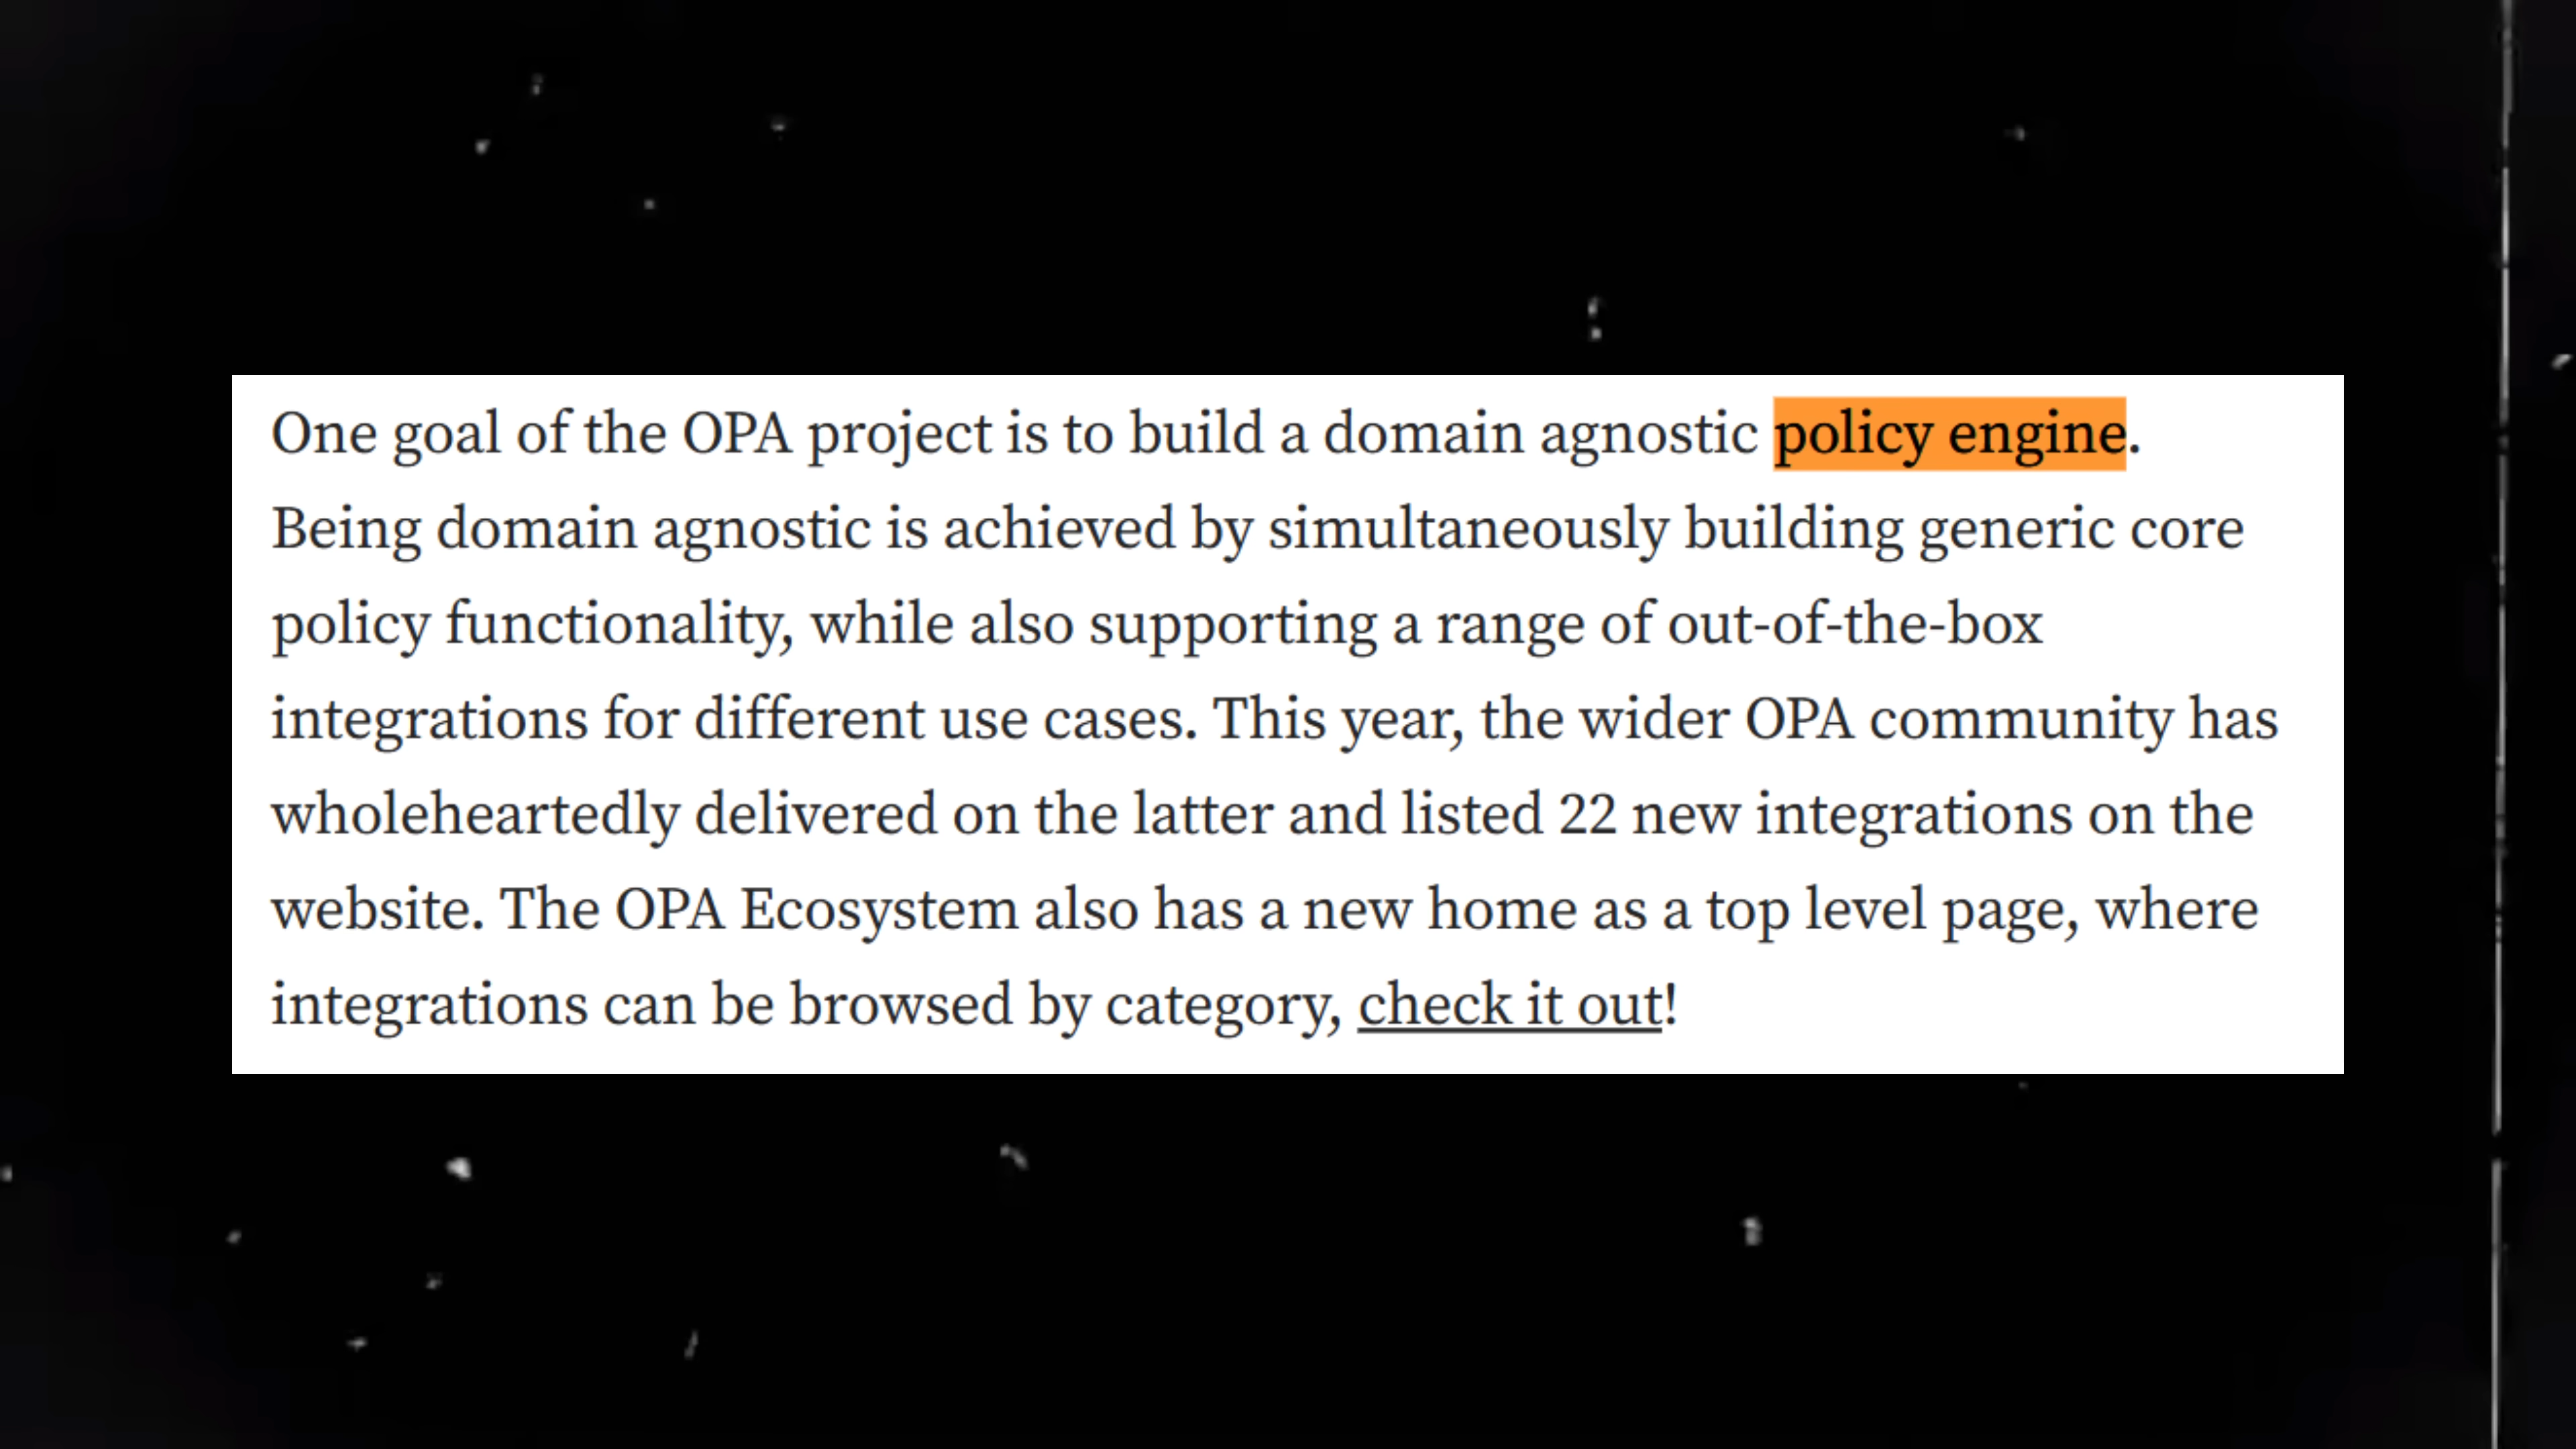 One goal of the OPA project is to build a domain agnostic policy engine.
Being domain agnostic is achieved by simultaneously building generic core
policy functionality, while also supporting a range of out-of-the-box
integrations for different use cases. This year, the wider OPA community has
wholeheartedly delivered on the latter and listed 22 new integrations on the
website. The OPA Ecosystem also has a new home as a top level page, where
integrations can be browsed by category, check it out!